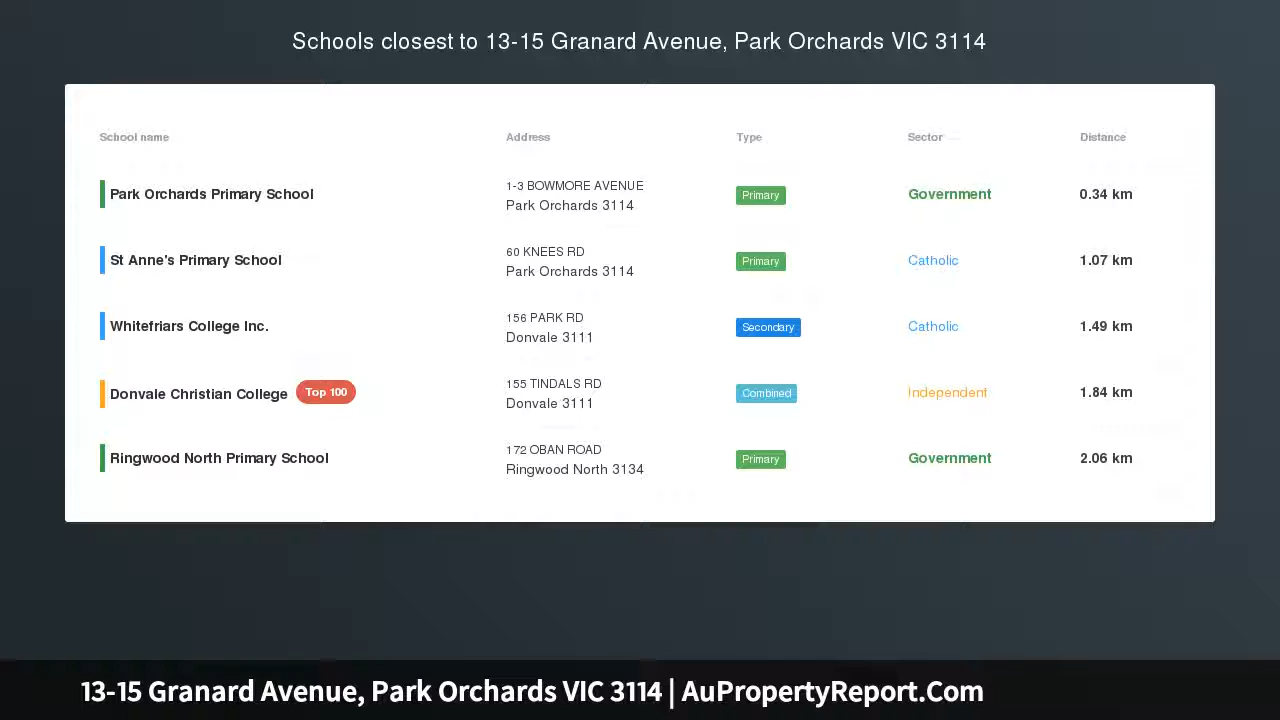 Schools closest to 13-15 Granard Avenue, Park Orchards VIC 3114
School name Address Type Sector Distance
Park Orchards Primary School 1-3 BOWMORE AVENUE Primary Government 0.34 km
Park Orchards 3114
St Anne's Primary School 60 KNEES RD Primary Catholic 1.07 km
Park Orchards 3114
Whitefriars College Inc. 156 PARK RD Secondary Catholic 1.49 km
Donvale 3111
Donvale Christian College Top 100 155 TINDALS RD Combined Independent 1.84 km
Donvale 3111
Ringwood North Primary School 172 OBAN ROAD Primary Government 2.06 km
Ringwood North 3134
13-15 Granard Avenue, Park Orchards VIC 3114 | AuPropertyReport.Com